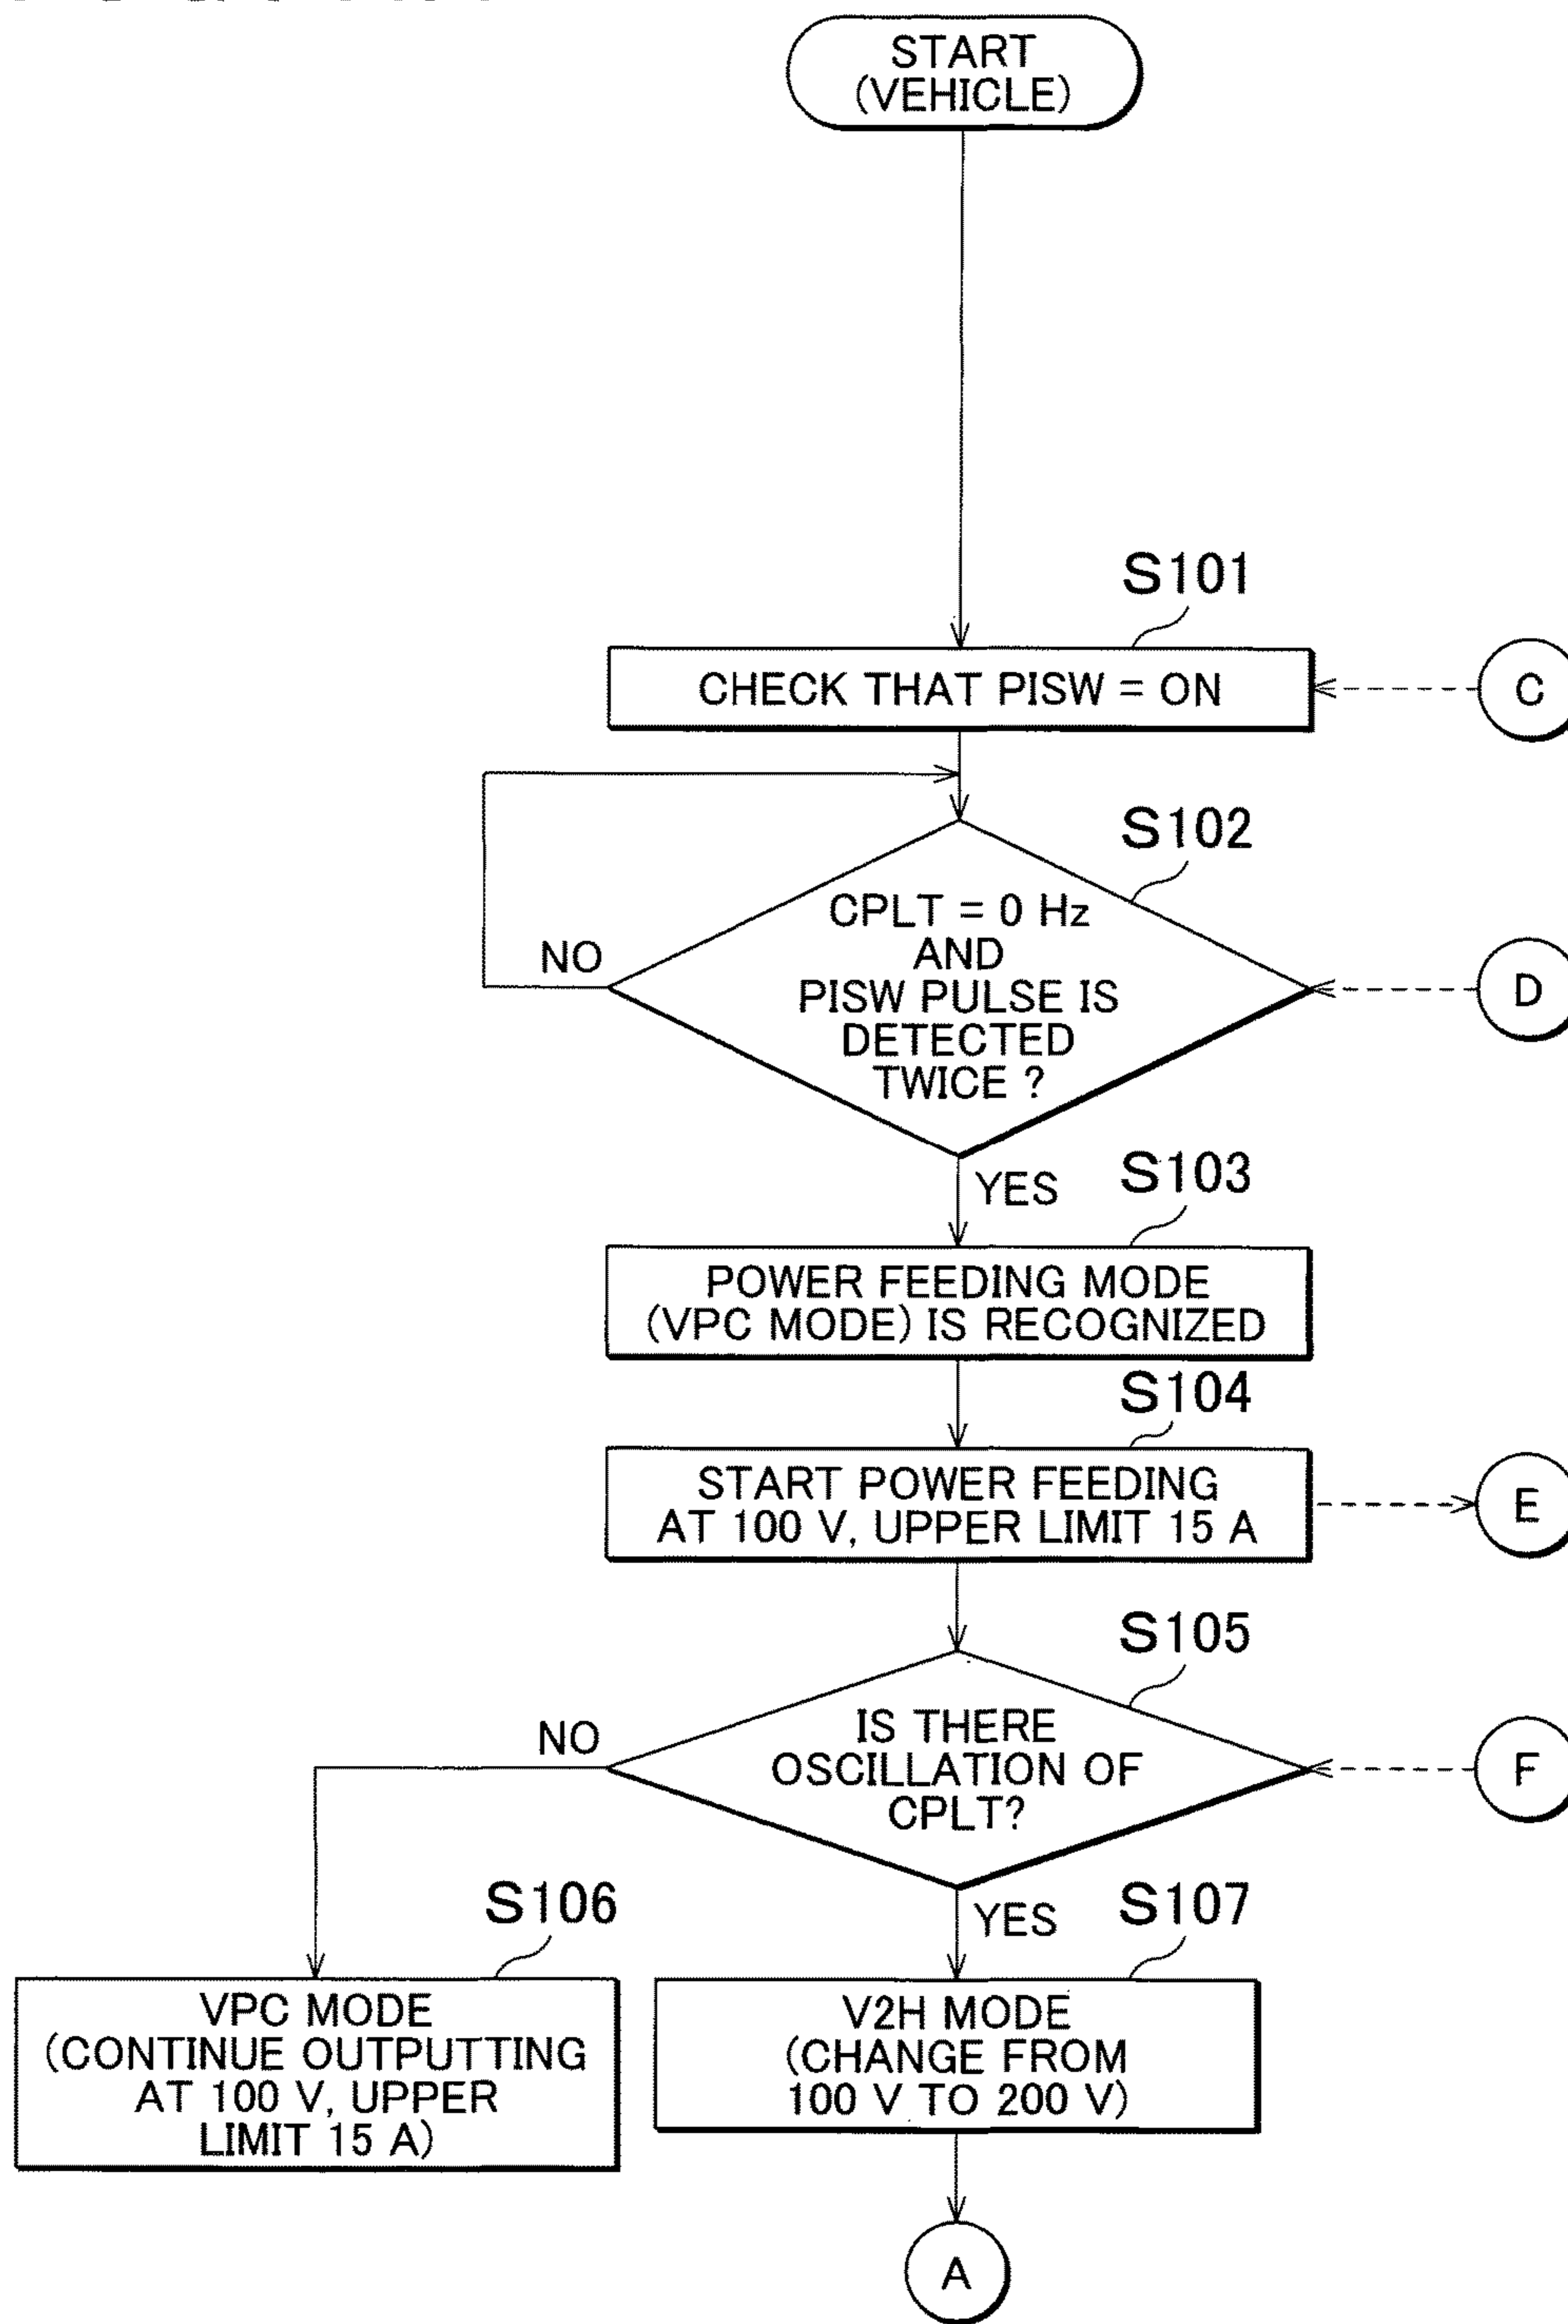 START
(VEHICLE)
S101
CHECK THAT PISW = ON
C
S102
CPLT = 0 Hz
AND
PISW PULSE IS
DETECTED
TWICE ?
NO
D
YES
S103
POWER FEEDING MODE
(VPC MODE) IS RECOGNIZED
S104
START POWER FEEDING
AT 100 V, UPPER LIMIT 15 A
E
S105
IS THERE
OSCILLATION OF
CPLT?
NO
F
YES
S106
VPC MODE
(CONTINUE OUTPUTTING
AT 100 V, UPPER
LIMIT 15 A)
S107
V2H MODE
(CHANGE FROM
100 V TO 200 V)
A